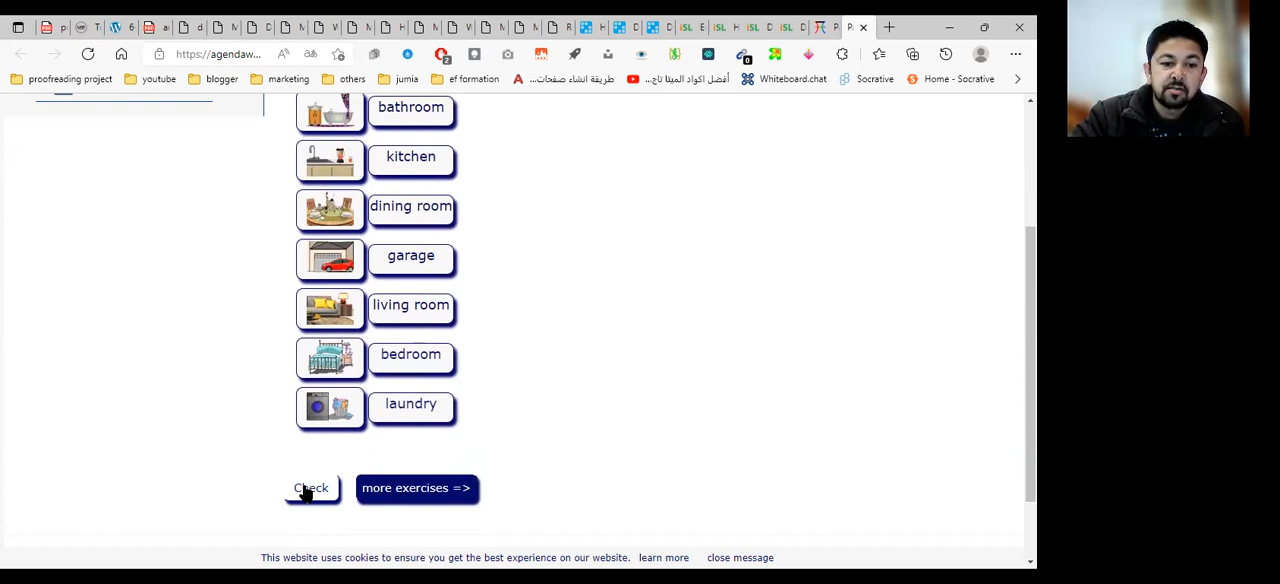 https://agendaw...
proofreading project youtube blogger marketing others jumia ef formation طريقة انشاء صفحات... أفضل اكواد الميتا تاج... Whiteboard.chat Socrative Home - Socrative
bathroom
kitchen
dining room
garage
living room
bedroom
laundry
Check more exercises =>
This website uses cookies to ensure you get the best experience on our website. learn more close message